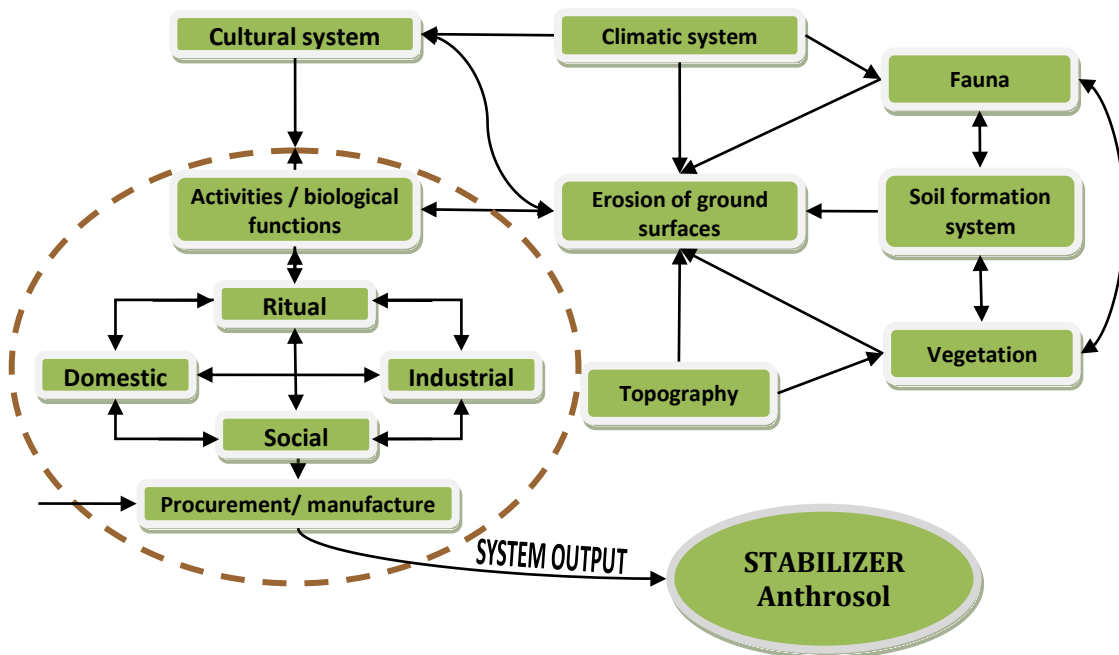 Cultural system
Climatic system
Fauna
Activities / biological
functions
Erosion of ground
surfaces
Soil formation
system
Ritual
Domestic
Industrial
Vegetation
Topography
Social
Procurement/ manufacture
SYSTEM OUTPUT
STABILIZER
Anthrosol